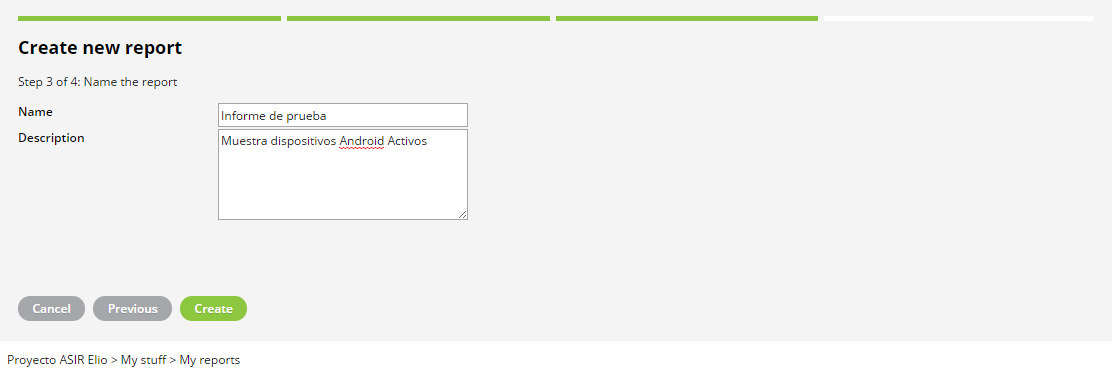 Create new report
Step 3 of 4: Name the report
Name
Informe de prueba
Description
Muestra dispositivos Android Activos
Cancel
Previous
Create
Proyecto ASIR Elio > My stuff > My reports